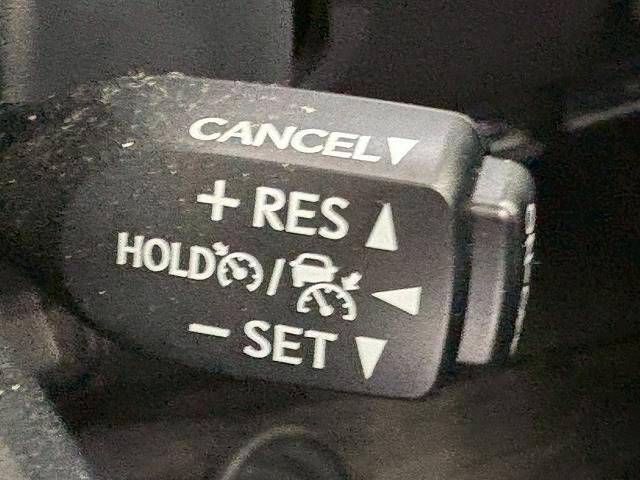 CANCEL▼
+ RES ▲
HOLD / ◀
− SET ▼